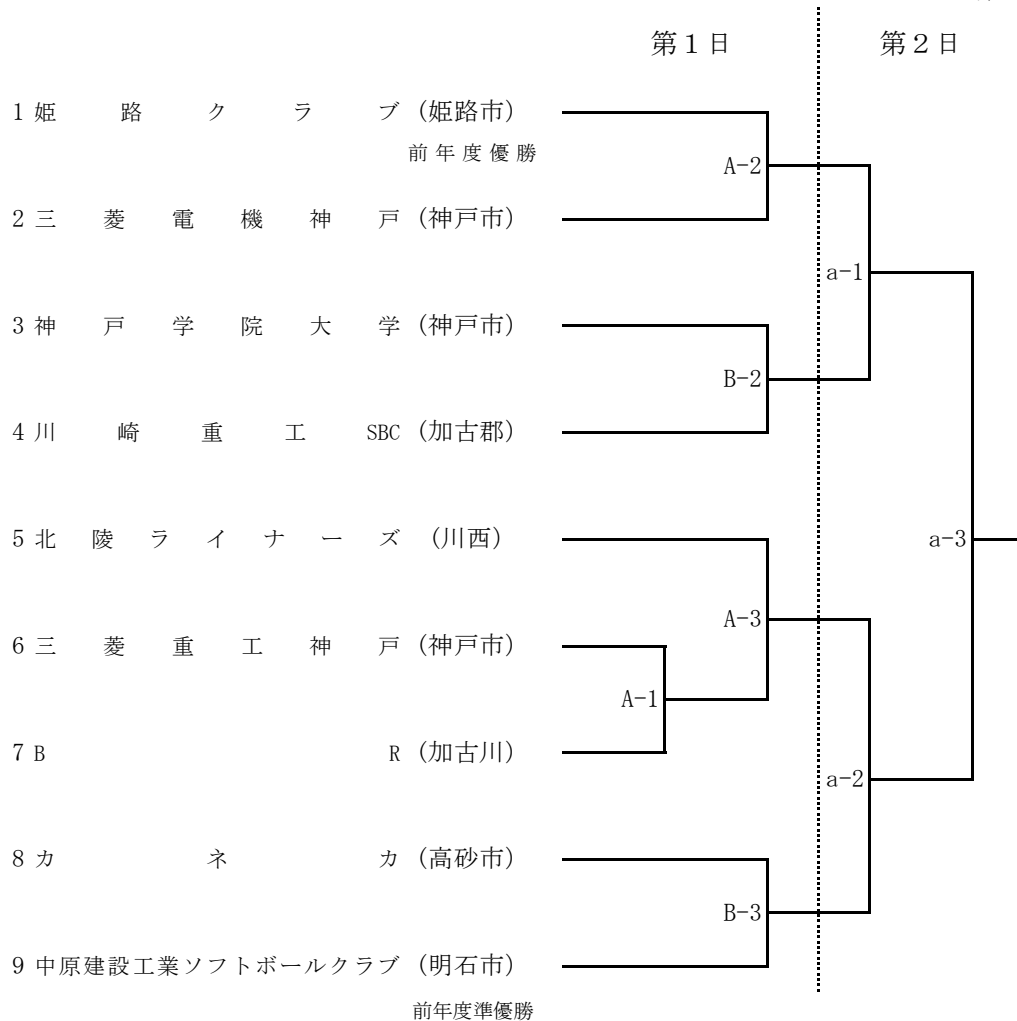 第１日 第２日
1 姫路クラブ (姫路市)
前年度優勝
A-2
2 三菱電機神戸 (神戸市)
a-1
3 神戸学院大学 (神戸市)
B-2
4 川崎重工SBC (加古郡)
5 北陵ライナーズ (川西)
a-3
A-3
6 三菱重工神戸 (神戸市)
A-1
7 BR (加古川)
a-2
8 カネカ (高砂市)
B-3
9 中原建設工業ソフトボールクラブ (明石市)
前年度準優勝